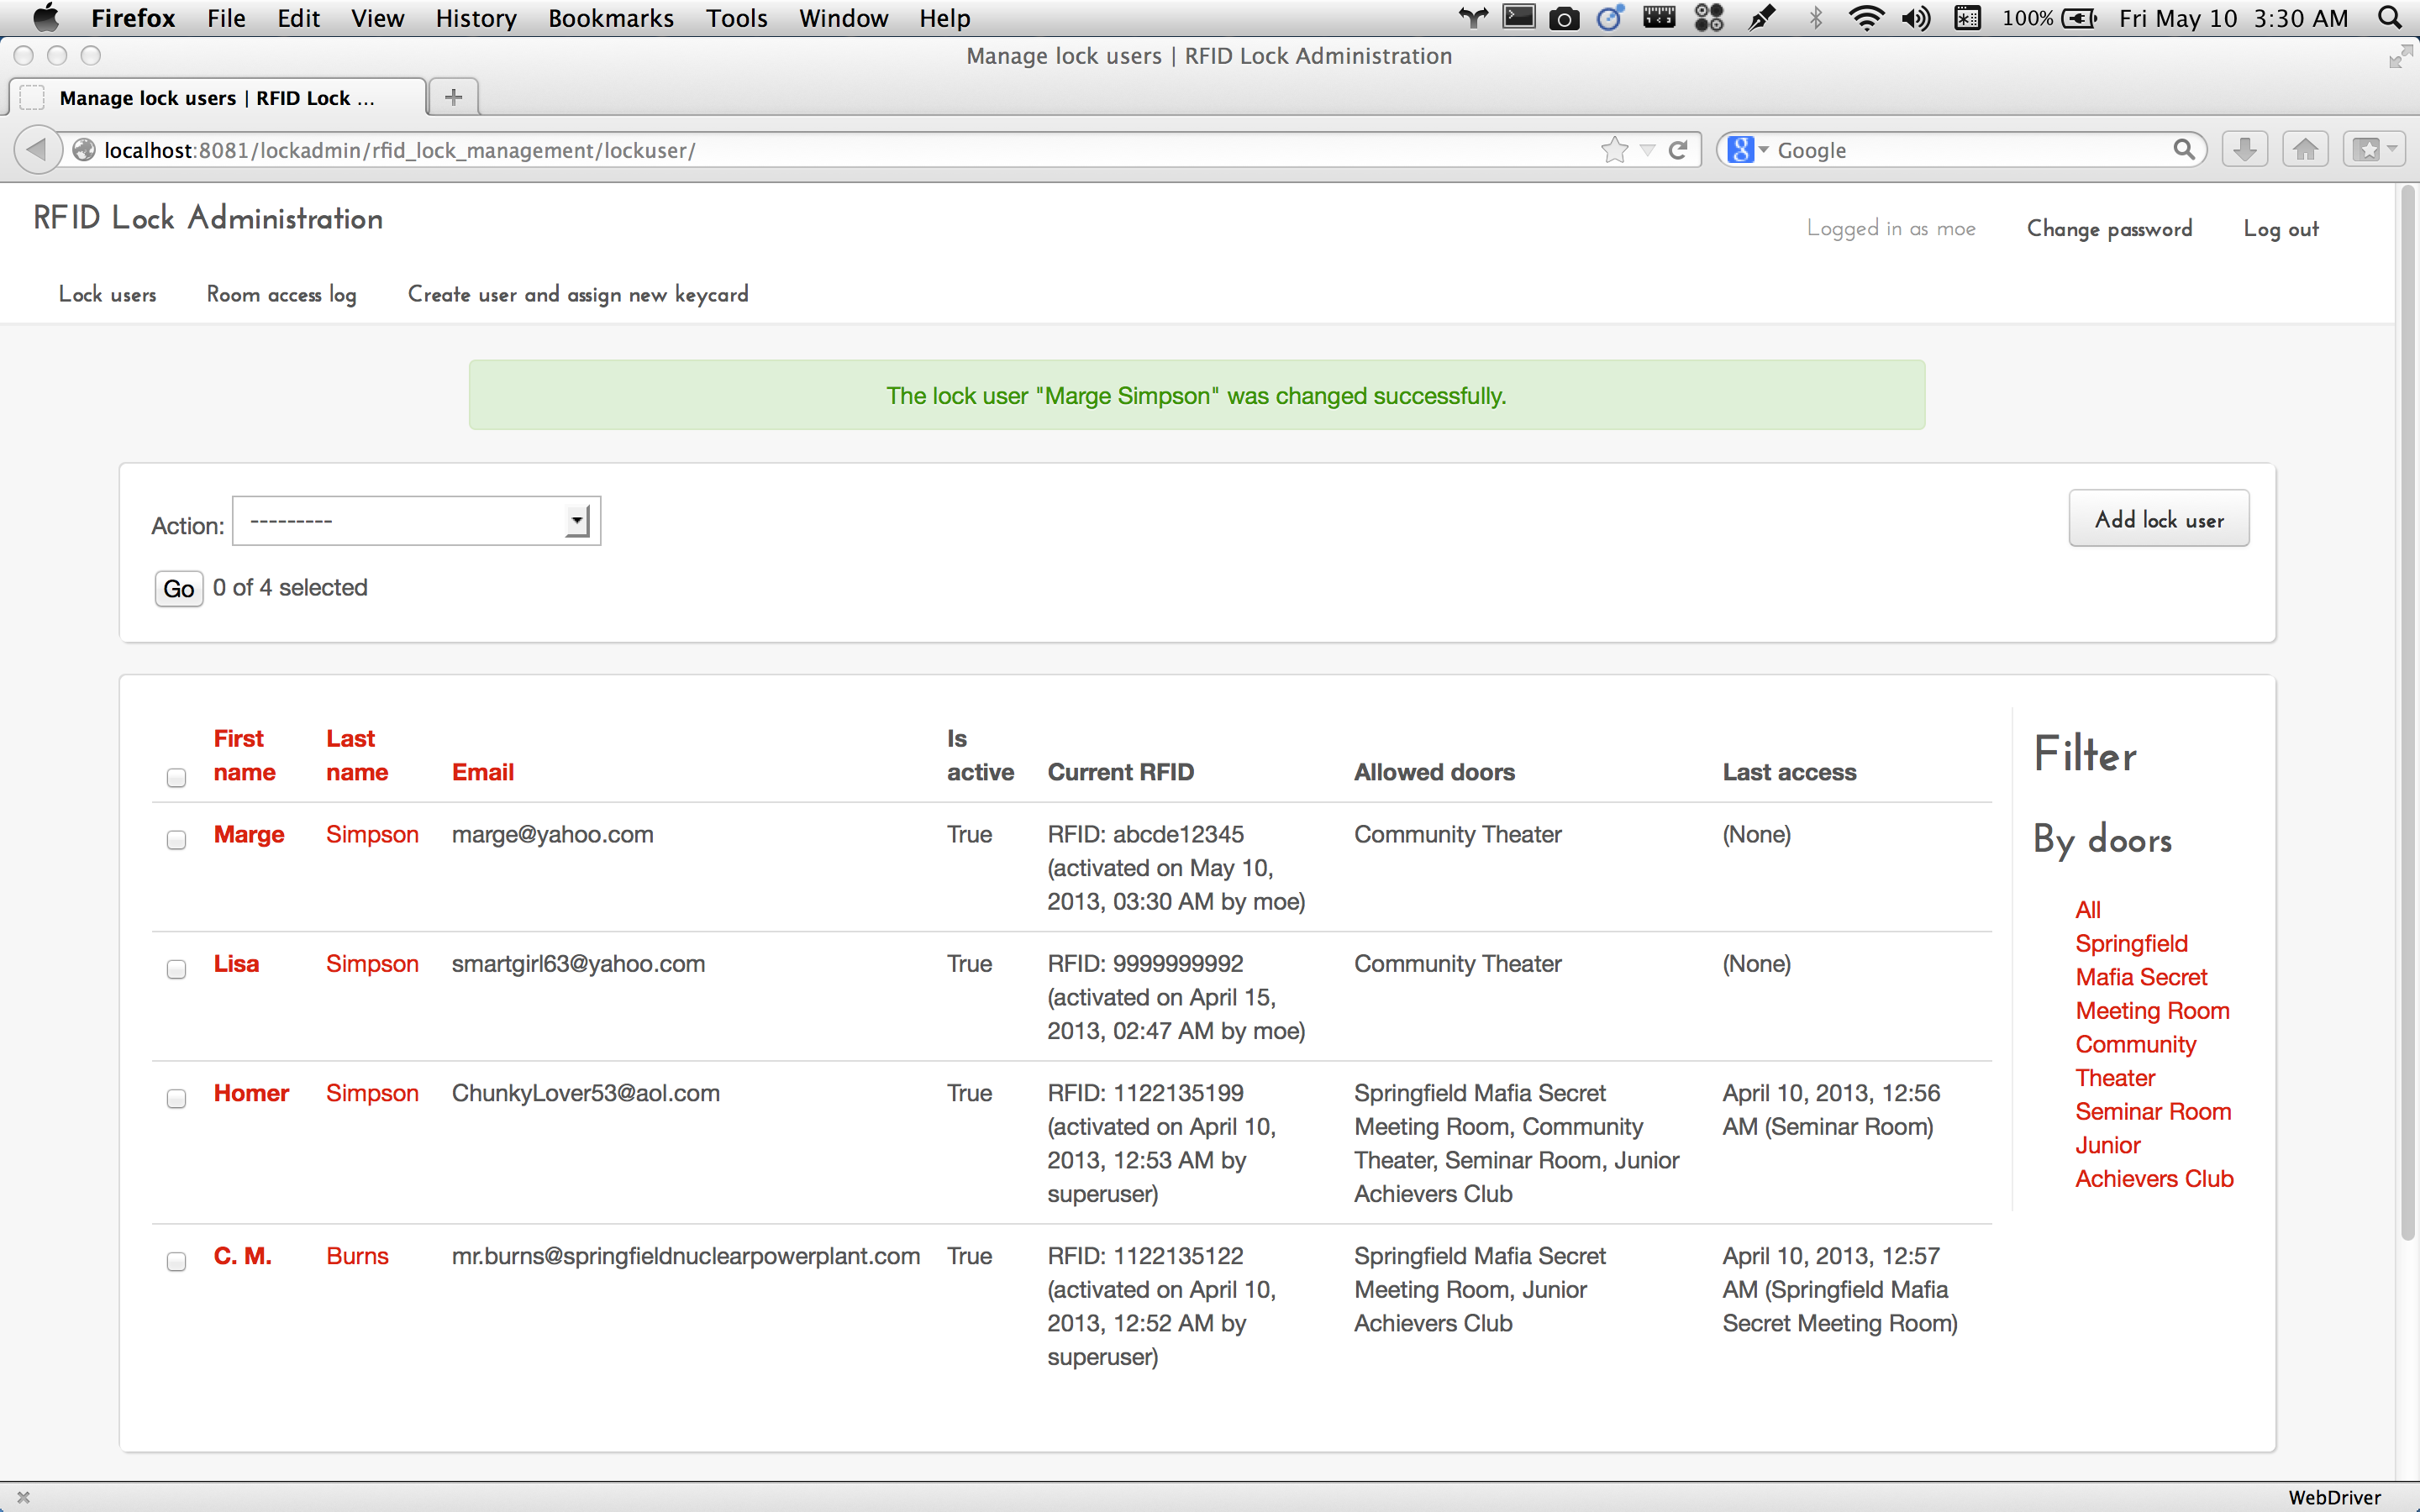 Firefox File Edit View History Bookmarks Tools Window Help 100% Fri May 10 3:30 AM
Manage lock users | RFID Lock Administration
Manage lock users | RFID Lock ...
localhost:8081/lockadmin/rfid_lock_management/lockuser/
Google
RFID Lock Administration
Logged in as moe Change password Log out
Lock users Room access log Create user and assign new keycard
The lock user "Marge Simpson" was changed successfully.
Action: ---------
Add lock user
Go 0 of 4 selected
First name Last name Email Is active Current RFID Allowed doors Last access
Marge Simpson marge@yahoo.com True RFID: abcde12345 Community Theater (None)
(activated on May 10,
2013, 03:30 AM by moe)
Lisa Simpson smartgirl63@yahoo.com True RFID: 9999999992 Community Theater (None)
(activated on April 15,
2013, 02:47 AM by moe)
Homer Simpson ChunkyLover53@aol.com True RFID: 1122135199 Springfield Mafia Secret April 10, 2013, 12:56
(activated on April 10, Meeting Room, Community AM (Seminar Room)
2013, 12:53 AM by Theater, Seminar Room, Junior
superuser) Achievers Club
C. M. Burns mr.burns@springfieldnuclearpowerplant.com True RFID: 1122135122 Springfield Mafia Secret April 10, 2013, 12:57
(activated on April 10, Meeting Room, Junior AM (Springfield Mafia
2013, 12:52 AM by Achievers Club Secret Meeting Room)
superuser)
Filter
By doors
All
Springfield
Mafia Secret
Meeting Room
Community
Theater
Seminar Room
Junior
Achievers Club
WebDriver